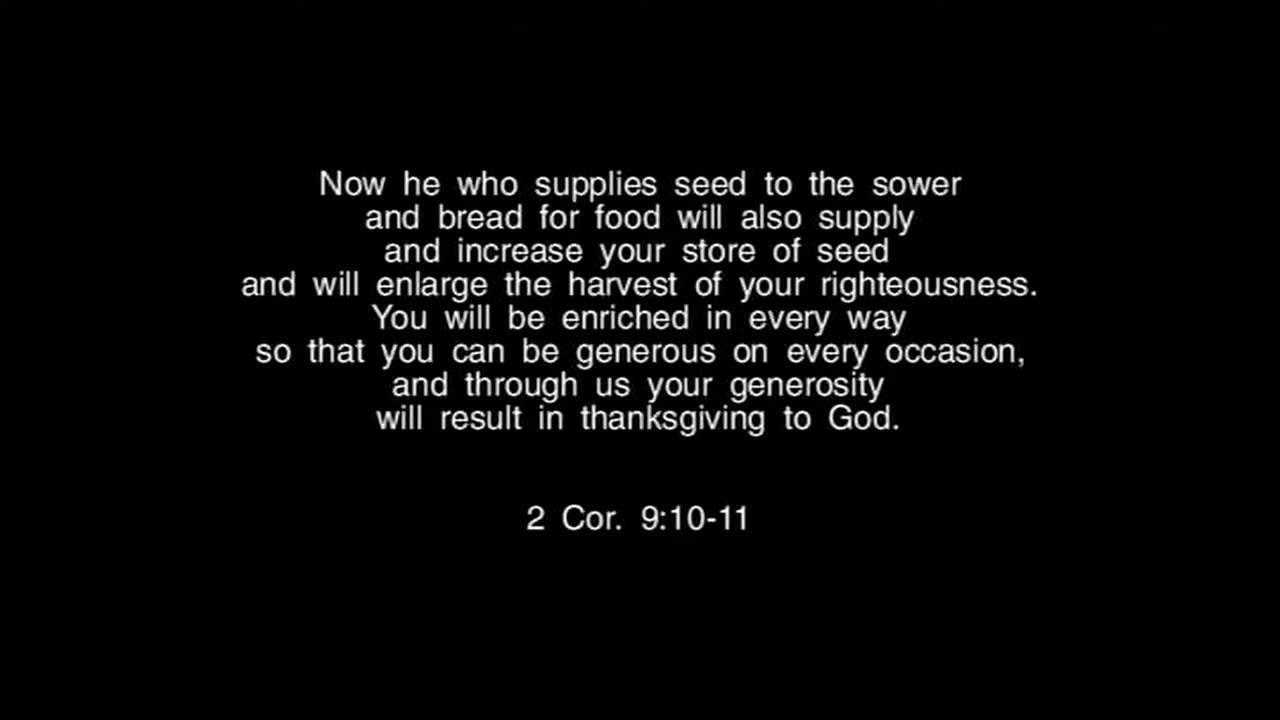 Now he who supplies seed to the sower
and bread for food will also supply
and increase your store of seed
and will enlarge the harvest of your righteousness.
You will be enriched in every way
so that you can be generous on every occasion,
and through us your generosity
will result in thanksgiving to God.
2 Cor. 9:10-11